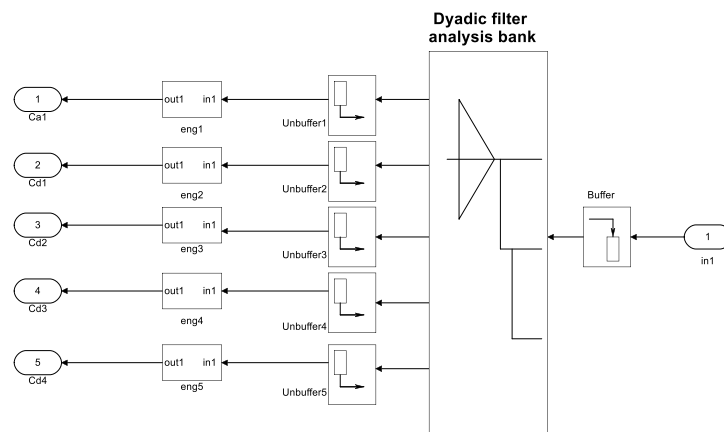 Dyadic filter
analysis bank
1
Ca1
out1 in1
eng1
Unbuffer1
2
Cd1
out1 in1
eng2
Unbuffer2
Buffer
3
Cd2
out1 in1
eng3
Unbuffer3
1
in1
4
Cd3
out1 in1
eng4
Unbuffer4
5
Cd4
out1 in1
eng5
Unbuffer5